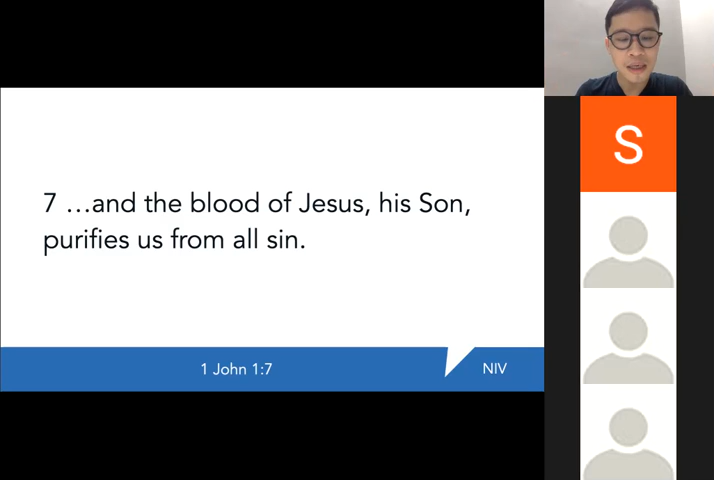 7 …and the blood of Jesus, his Son,
purifies us from all sin.
1 John 1:7
NIV
S